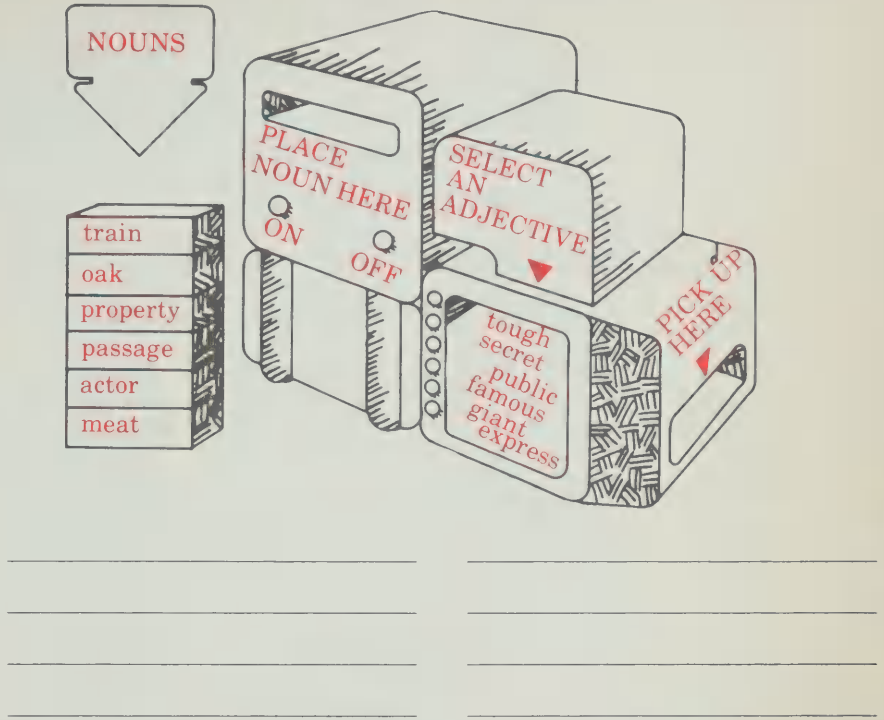 NOUNS
train
oak
property
passage
actor
meat
PLACE
NOUN HERE
ON
OFF
SELECT
AN
ADJECTIVE
tough
secret
public
famous
giant
express
PICK UP
HERE